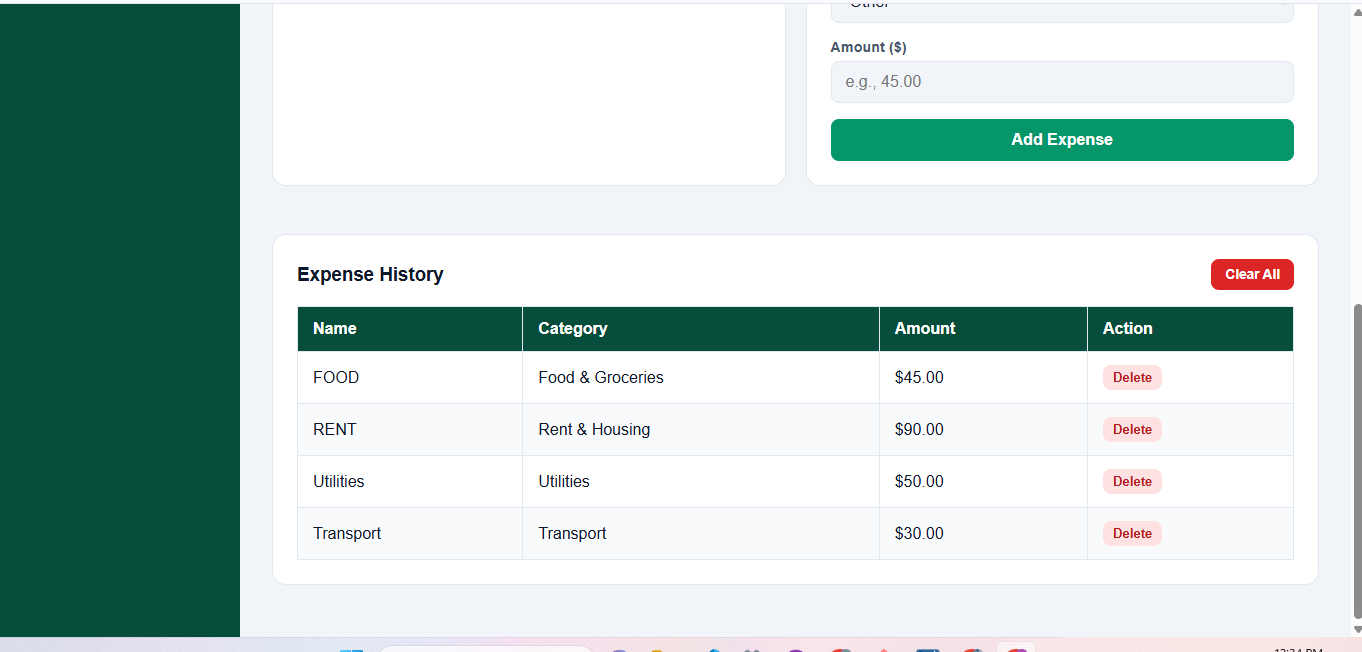 Other
Amount ($)
e.g., 45.00
Add Expense
Expense History
Clear All
Name Category Amount Action
FOOD Food & Groceries $45.00 Delete
RENT Rent & Housing $90.00 Delete
Utilities Utilities $50.00 Delete
Transport Transport $30.00 Delete